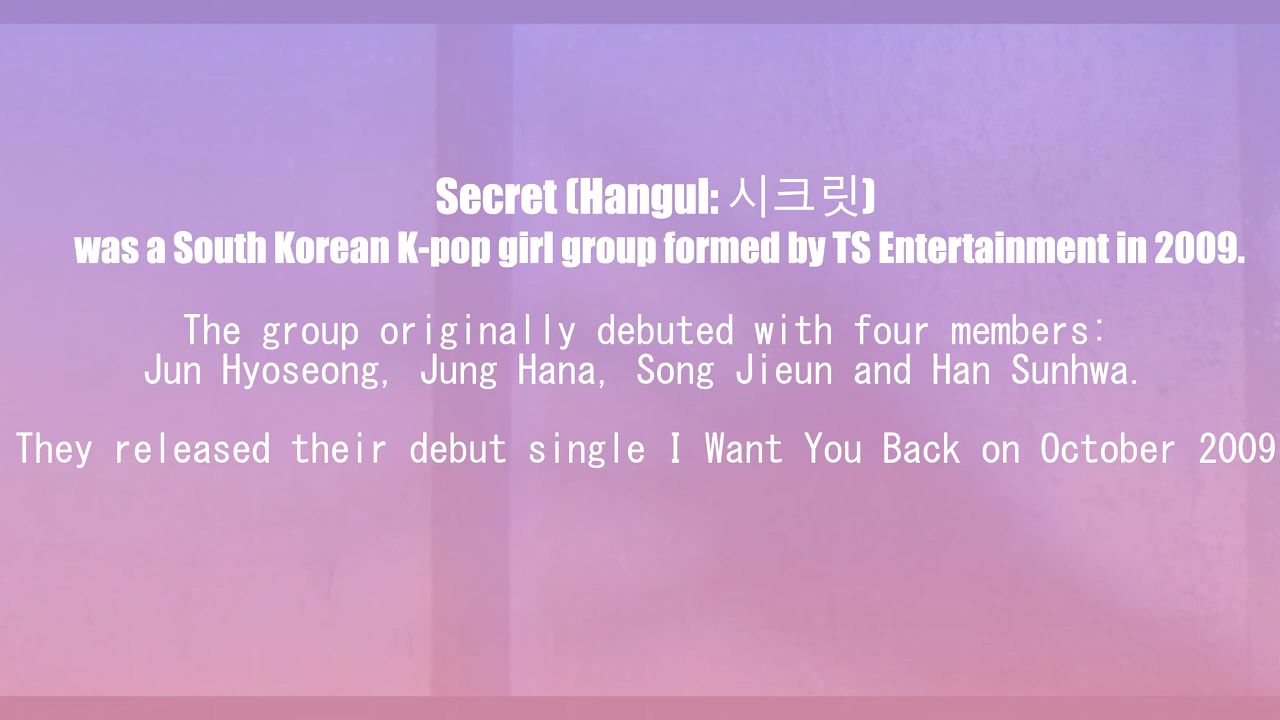 Secret (Hangul: 시크릿)
was a South Korean K-pop girl group formed by TS Entertainment in 2009.
The group originally debuted with four members:
Jun Hyoseong, Jung Hana, Song Jieun and Han Sunhwa.
They released their debut single I Want You Back on October 2009